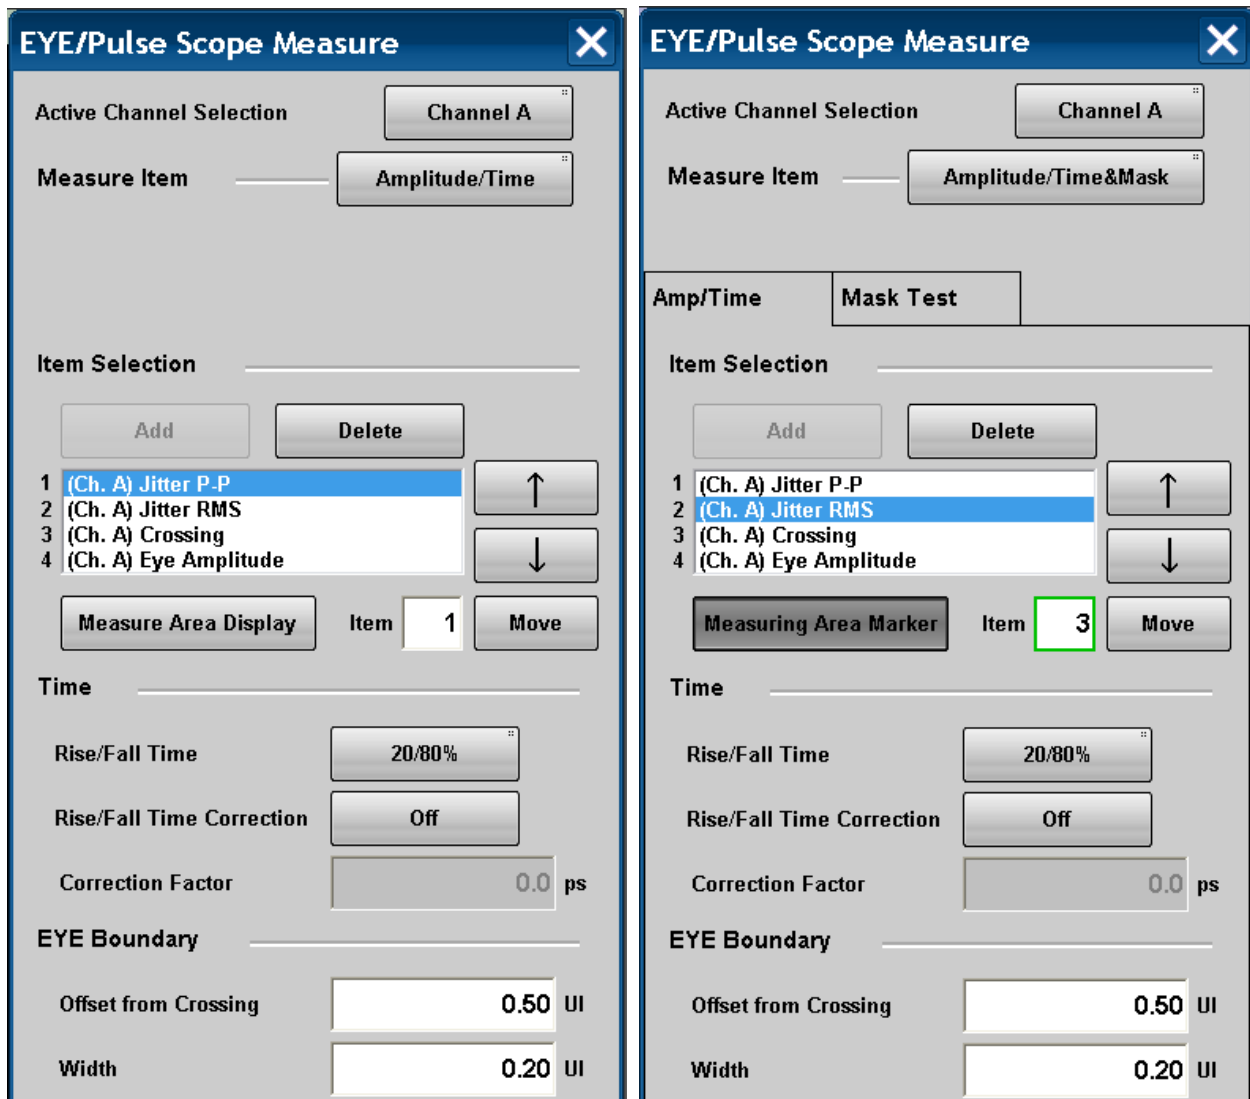 EYE/Pulse Scope Measure
Active Channel Selection Channel A
Measure Item Amplitude/Time
Item Selection
Add Delete
1 (Ch. A) Jitter P-P
2 (Ch. A) Jitter RMS
3 (Ch. A) Crossing
4 (Ch. A) Eye Amplitude
↑
↓
Measure Area Display Item 1 Move
Time
Rise/Fall Time 20/80%
Rise/Fall Time Correction Off
Correction Factor 0.0 ps
EYE Boundary
Offset from Crossing 0.50 UI
Width 0.20 UI
EYE/Pulse Scope Measure
Active Channel Selection Channel A
Measure Item Amplitude/Time&Mask
Amp/Time Mask Test
Item Selection
Add Delete
1 (Ch. A) Jitter P-P
2 (Ch. A) Jitter RMS
3 (Ch. A) Crossing
4 (Ch. A) Eye Amplitude
↑
↓
Measuring Area Marker Item 3 Move
Time
Rise/Fall Time 20/80%
Rise/Fall Time Correction Off
Correction Factor 0.0 ps
EYE Boundary
Offset from Crossing 0.50 UI
Width 0.20 UI